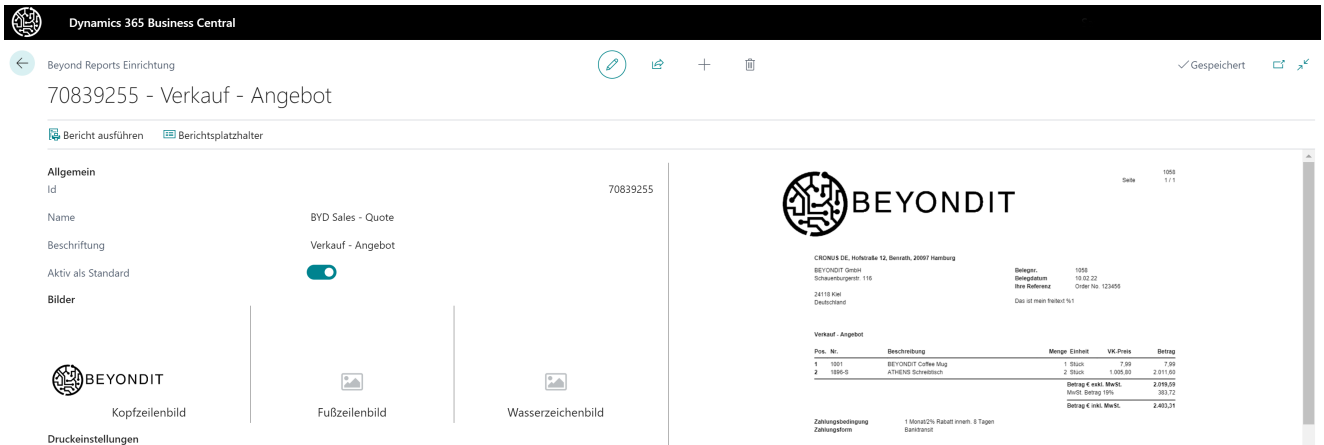 Dynamics 365 Business Central
Beyond Reports Einrichtung
Gespeichert
70839255 - Verkauf - Angebot
Bericht ausführen Berichtsplatzhalter
Allgemein
Id 70839255
Name BYD Sales - Quote
Beschriftung Verkauf - Angebot
Aktiv als Standard
Bilder
BEYONDIT
Kopfzeilenbild Fußzeilenbild Wasserzeichenbild
Druckeinstellungen
1058
Seite 1 / 1
BEYONDIT
CRONUS DE, Hofstraße 12, Benrath, 20097 Hamburg
BEYONDIT GmbH Belegnr. 1058
Schauenburgerstr. 116 Belegdatum 10.02.22
Ihre Referenz Order No. 123456
24118 Kiel
Deutschland Das ist mein freitext %1
Verkauf - Angebot
Pos. Nr. Beschreibung Menge Einheit VK-Preis Betrag
1 1001 BEYONDIT Coffee Mug 1 Stück 7,99 7,99
2 1896-S ATHENS Schreibtisch 2 Stück 1.005,80 2.011,60
Betrag € exkl. MwSt. 2.019,59
MwSt. Betrag 19% 383,72
Betrag € inkl. MwSt. 2.403,31
Zahlungsbedingung 1 Monat/2% Rabatt innerh. 8 Tagen
Zahlungsform Banktransit